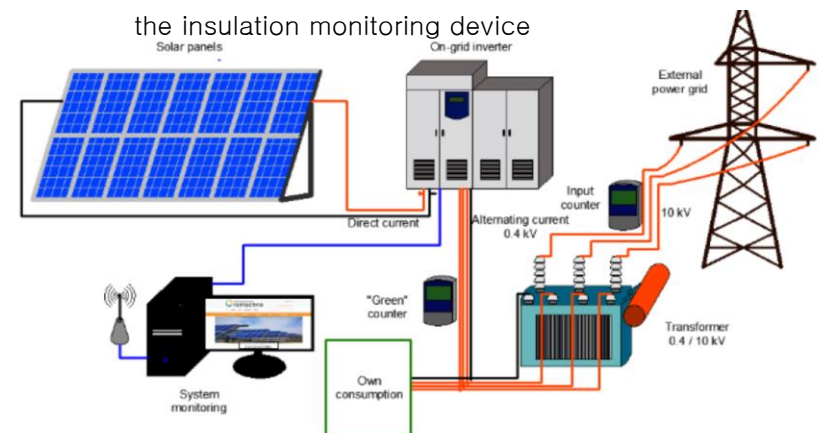 the insulation monitoring device
Solar panels
On-grid inverter
External
power grid
Input
counter
Direct current
Alternating current
0.4 kV
10 kV
"Green"
counter
Transformer
0.4 / 10 kV
System
monitoring
Own
consumption